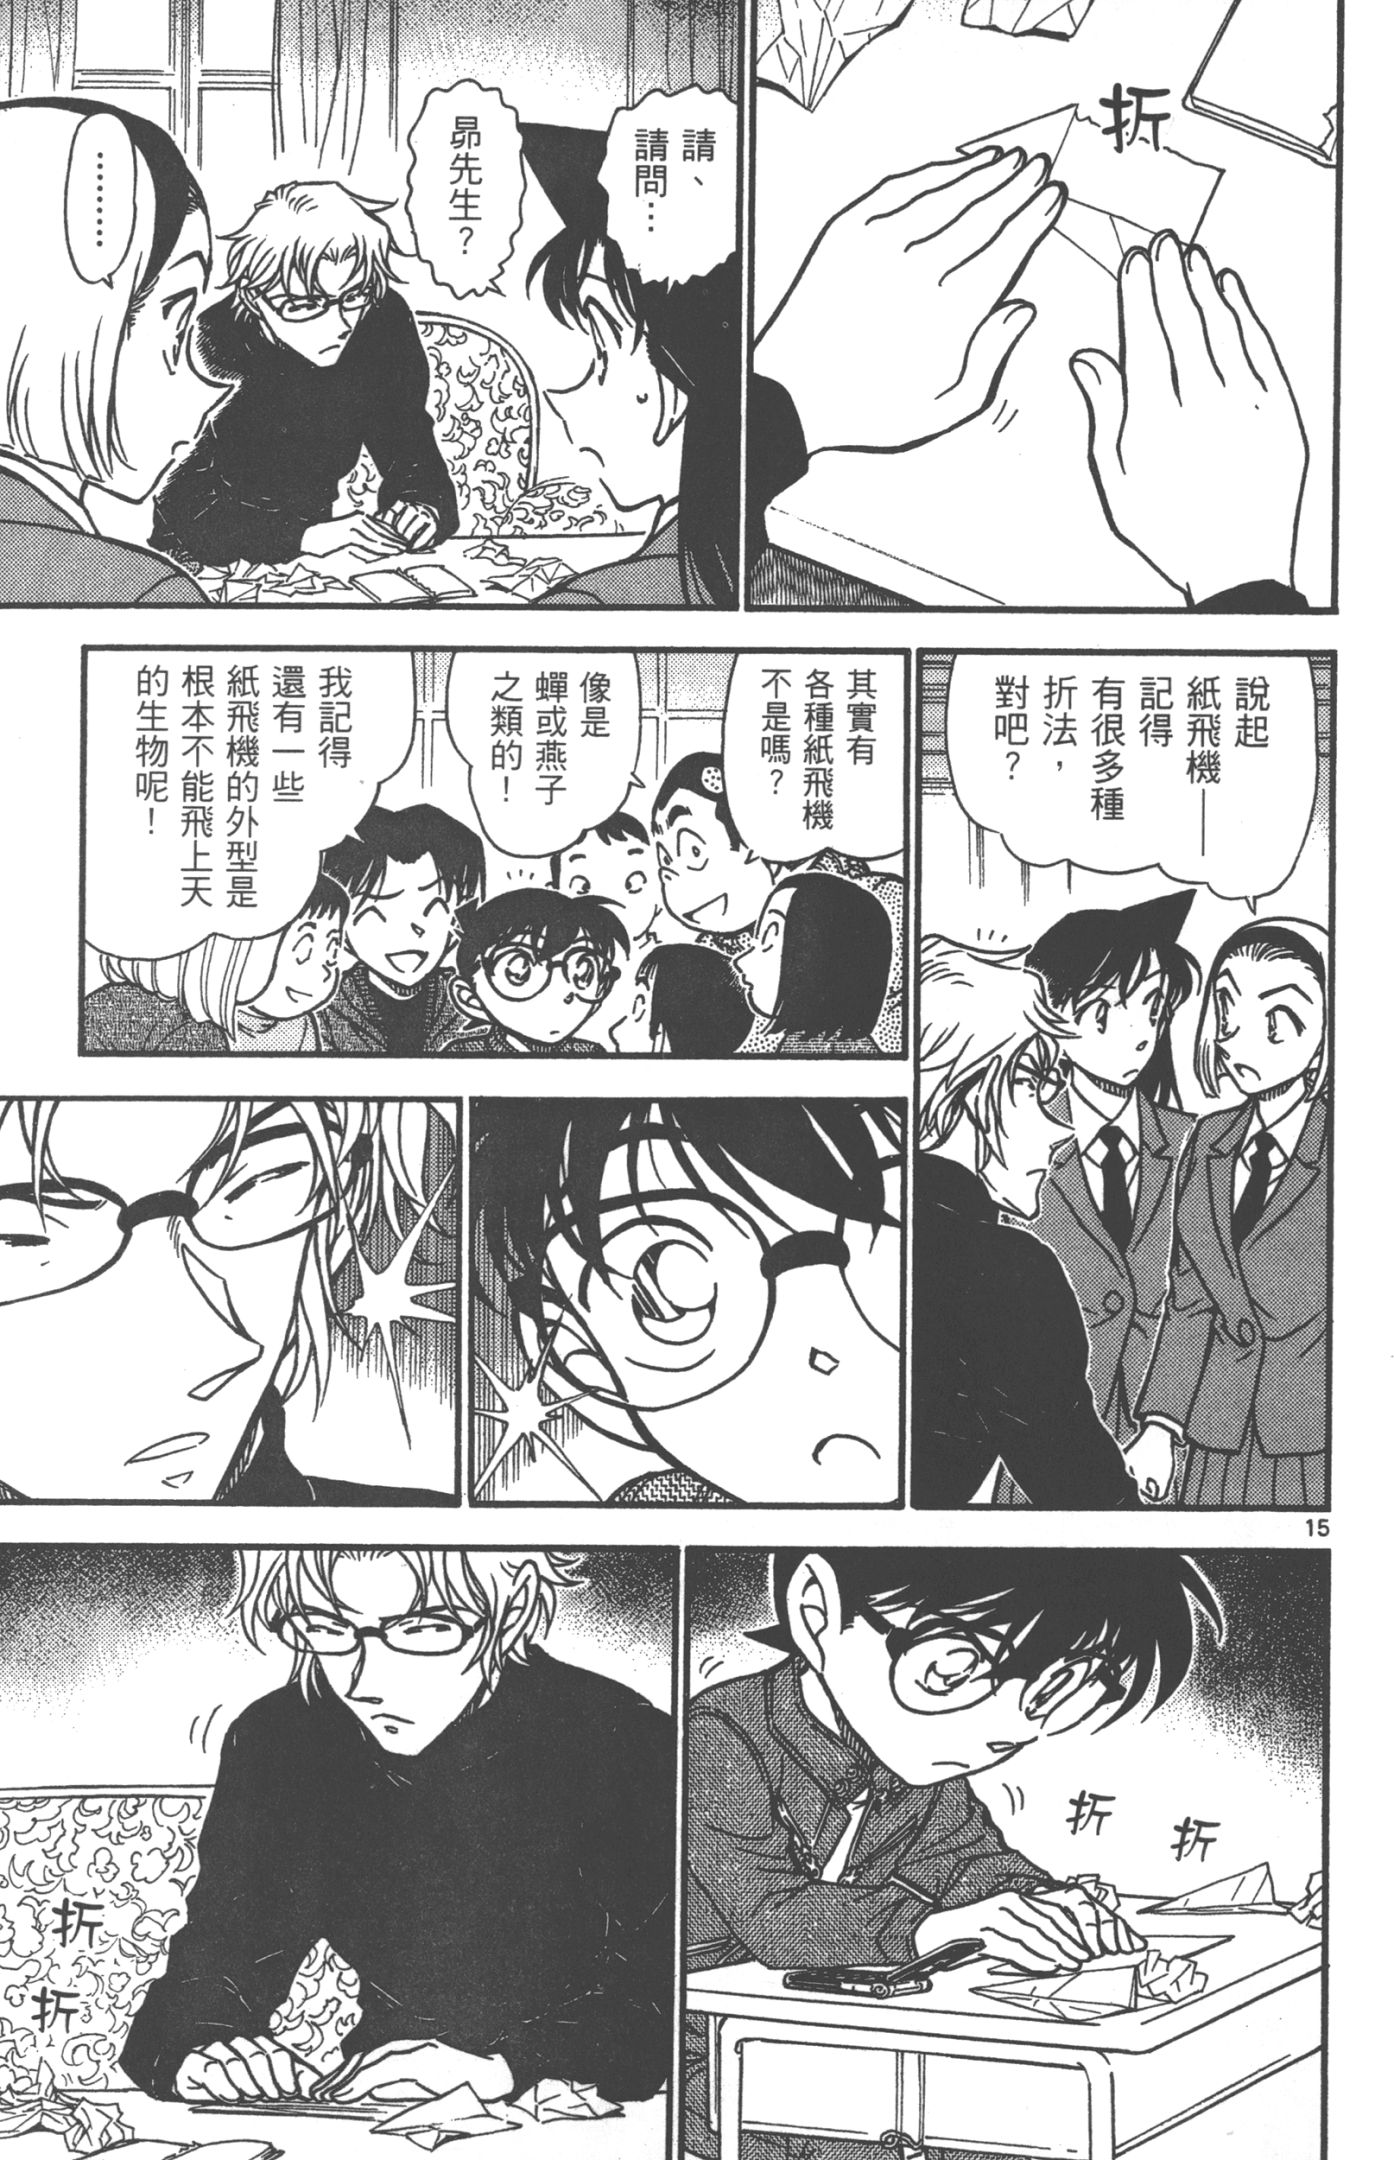 折
請、
請問…
昴先生？
………
說起
紙飛機——
記得
有很多種
折法，
對吧？
其實有
各種紙飛機
不是嗎？
像是
蟬或燕子
之類的！
我記得
還有一些
紙飛機的外型是
根本不能飛上天
的生物呢！
15
折
折
折
折